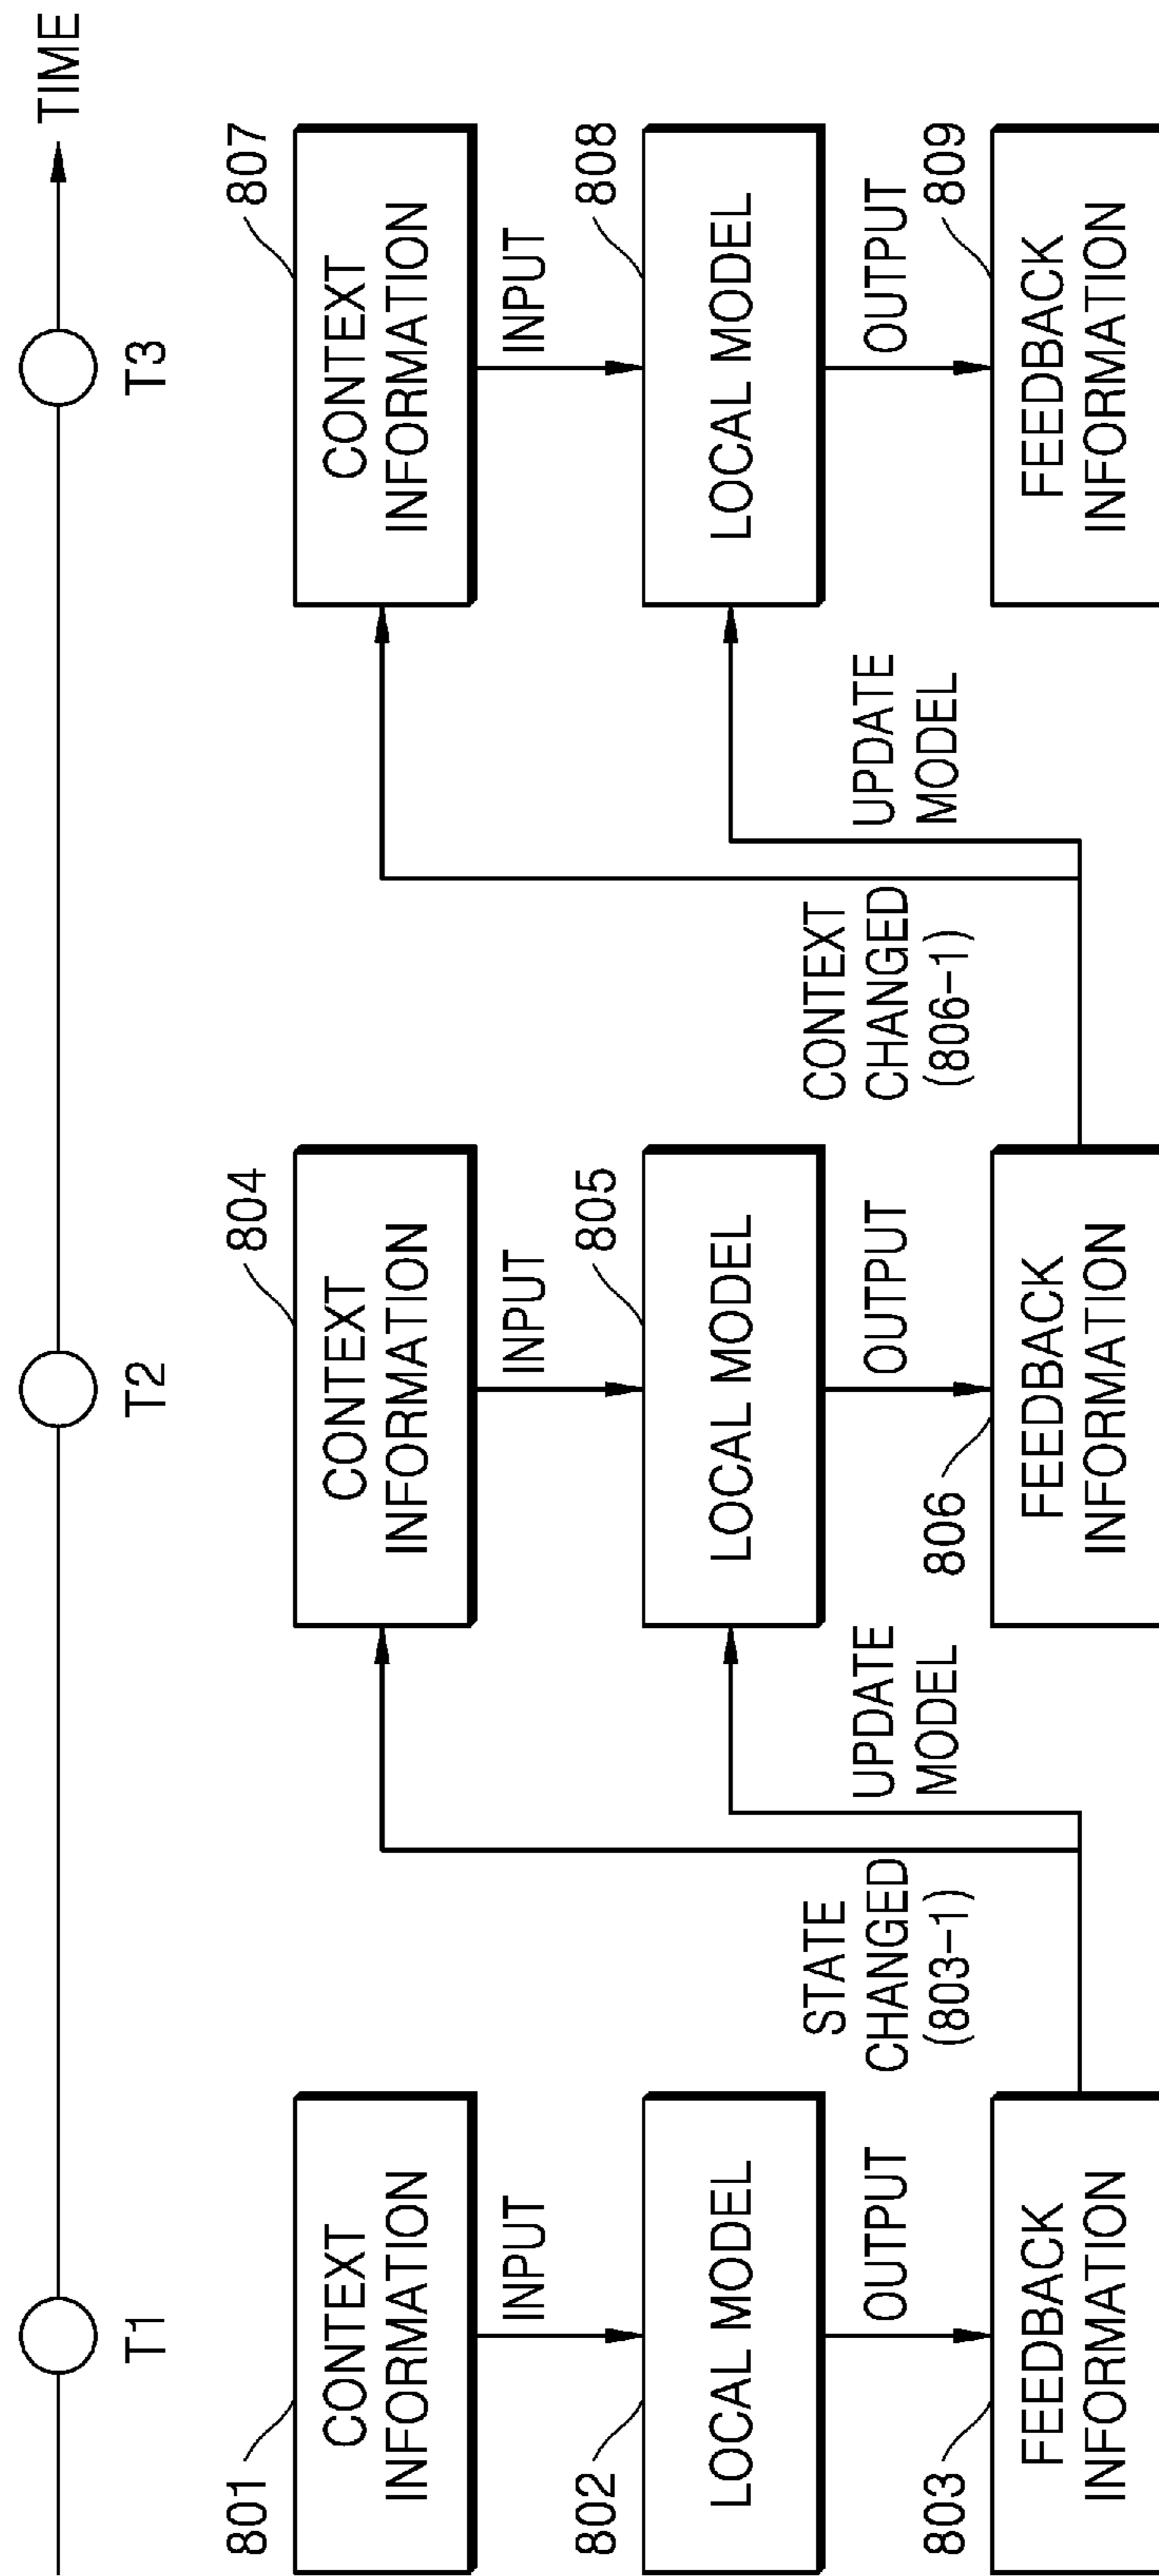 TIME
T1
T2
T3
801
CONTEXT
INFORMATION
804
CONTEXT
INFORMATION
807
CONTEXT
INFORMATION
INPUT
INPUT
INPUT
802
LOCAL MODEL
805
LOCAL MODEL
808
LOCAL MODEL
OUTPUT
STATE
CHANGED
(803-1)
UPDATE
MODEL
OUTPUT
CONTEXT
CHANGED
(806-1)
UPDATE
MODEL
OUTPUT
803
FEEDBACK
INFORMATION
806
FEEDBACK
INFORMATION
809
FEEDBACK
INFORMATION